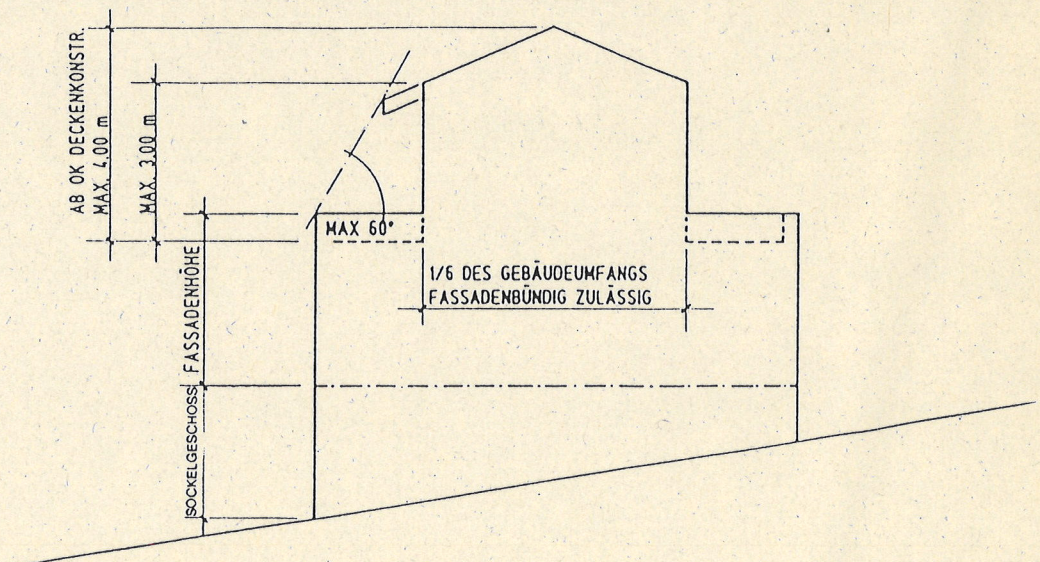 AB OK DECKENKONSTR.
MAX. 4,00 m
MAX. 3,00 m
MAX 60°
FASSADENHÖHE
1/6 DES GEBÄUDEUMFANGS
FASSADENBÜNDIG ZULÄSSIG
SOCKELGESCHOSS